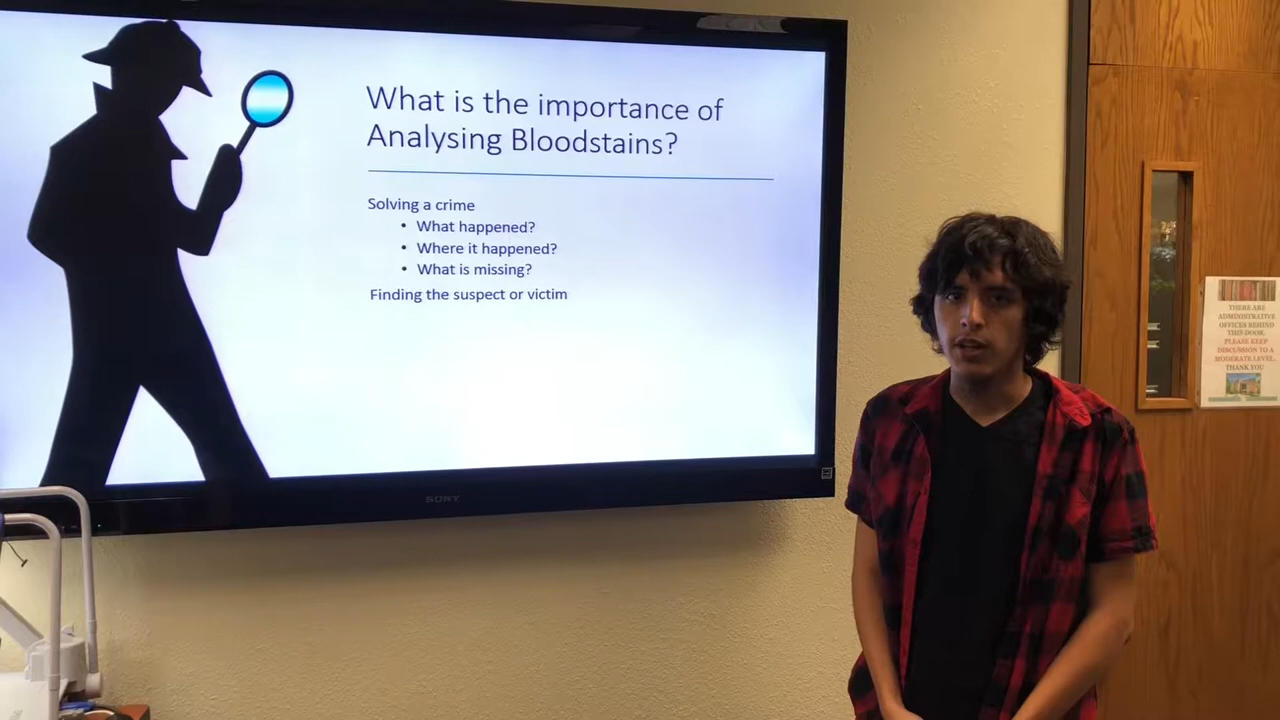 What is the importance of
Analysing Bloodstains?
Solving a crime
• What happened?
• Where it happened?
• What is missing?
Finding the suspect or victim
SONY
THERE ARE
ADMINISTRATIVE
OFFICES BEHIND
THIS DOOR.
PLEASE KEEP
DISCUSSION TO A
MODERATE LEVEL.
THANK YOU